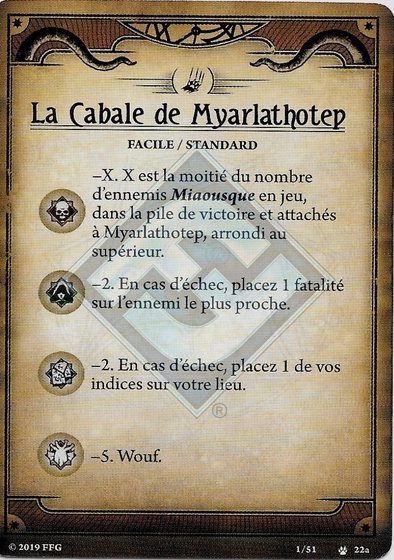 La Cabale de Myarlathotep
FACILE / STANDARD
–X. X est la moitié du nombre
d'ennemis Miaousque en jeu,
dans la pile de victoire et attachés
à Myarlathotep, arrondi au
supérieur.
–2. En cas d'échec, placez 1 fatalité
sur l'ennemi le plus proche.
–2. En cas d'échec, placez 1 de vos
indices sur votre lieu.
®
–5. Wouf.
© 2019 FFG
1/51
22a